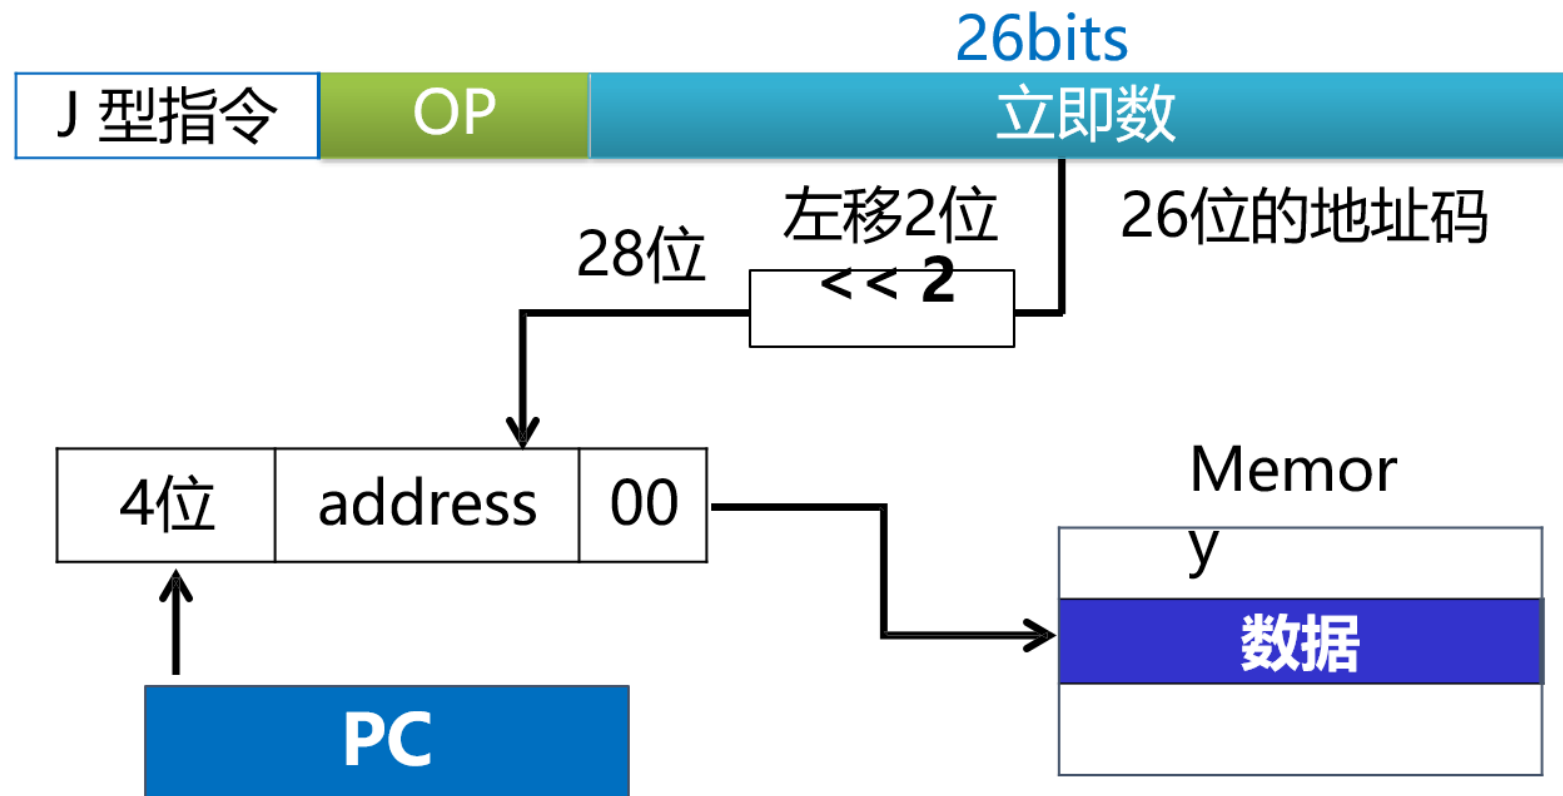 26bits
J 型指令 OP 立即数
左移2位 26位的地址码
28位
<< 2
4位 address 00
Memor
y
数据
PC